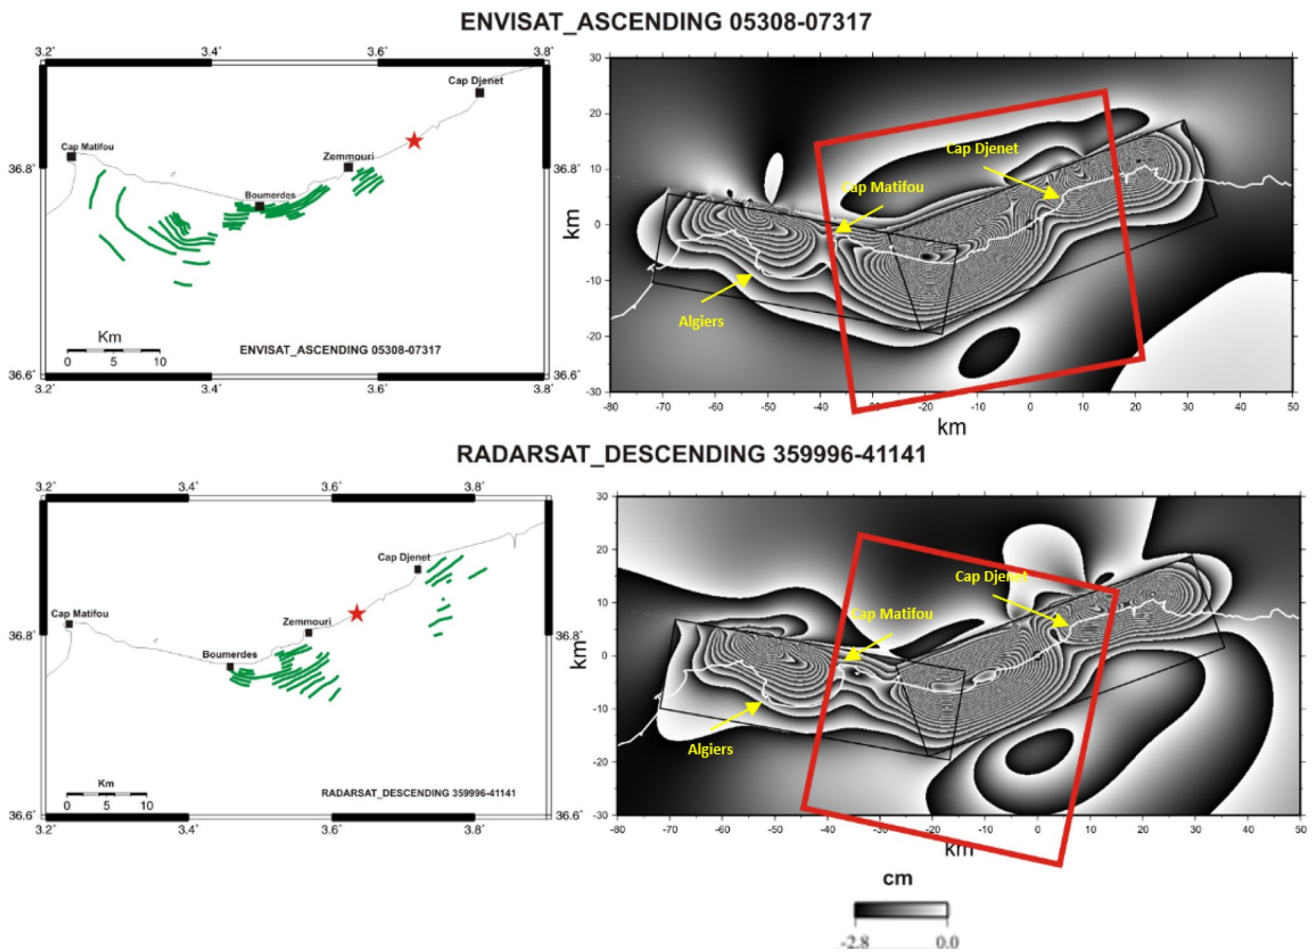 ENVISAT_ASCENDING 05308-07317
3.2˚ 3.4˚ 3.6˚ 3.8˚
Cap Djenet
Cap Matifou
Zemmouri
36.8˚
Boumerdes
Km
0 5 10
ENVISAT_ASCENDING 05308-07317
36.6˚
3.2˚ 3.4˚ 3.6˚ 3.8˚
36.6˚
30
20
10
0
-10
-20
-30
km
Cap Djenet
Cap Matifou
Algiers
-80 -70 -60 -50 -40 -30 -20 -10 0 10 20 30 40 50
km
RADARSAT_DESCENDING 359996-41141
3.2˚ 3.4˚ 3.6˚ 3.8˚
Cap Djenet
Cap Matifou
Zemmouri
36.8˚
36.8˚
Boumerdes
Km
0 5 10
RADARSAT_DESCENDING 359996-41141
36.6˚
36.6˚
3.2˚ 3.4˚ 3.6˚ 3.8˚
30
20
10
0
-10
-20
-30
km
Cap Djenet
Cap Matifou
Algiers
-80 -70 -60 -50 -40 -30 -20 -10 0 10 20 30 40 50
km
cm
-2.8 0.0